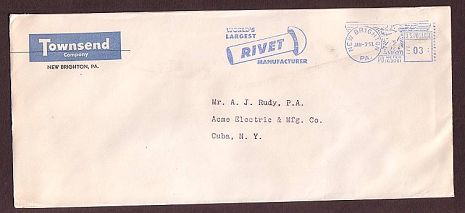 Townsend
Company
NEW BRIGHTON, PA.
WORLD'S
LARGEST
RIVET
MANUFACTURER
NEW BRIGHTON
PA.
03
Mr. A. J. Rudy, P.A.
Acme Electric & Mfg. Co.
Cuba, N. Y.